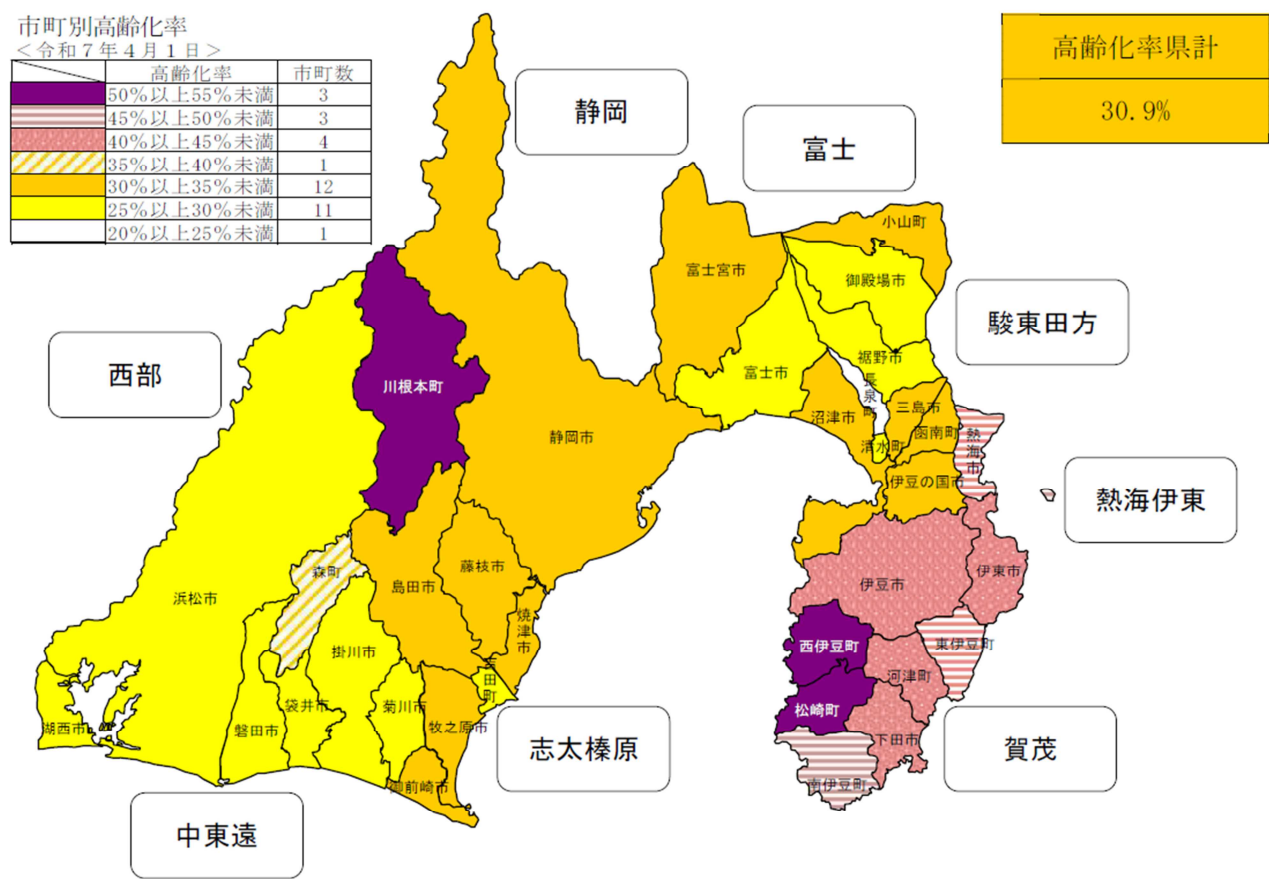 市町別高齢化率
＜令和7年4月1日＞
高齢化率 市町数
50%以上55%未満 3
45%以上50%未満 3
40%以上45%未満 4
35%以上40%未満 1
30%以上35%未満 12
25%以上30%未満 11
20%以上25%未満 1
高齢化率県計
30.9%
静岡
富士
駿東田方
西部
熱海伊東
志太榛原
賀茂
中東遠
小山町
富士宮市
御殿場市
裾野市
富士市
長泉町
川根本町
沼津市
三島市
静岡市
函南町
清水町
熱海市
伊豆の国市
森町
藤枝市
島田市
伊豆市
伊東市
浜松市
焼津市
西伊豆町
東伊豆町
掛川市
河津町
吉田町
袋井市
菊川市
松崎町
湖西市
磐田市
牧之原市
下田市
御前崎市
南伊豆町